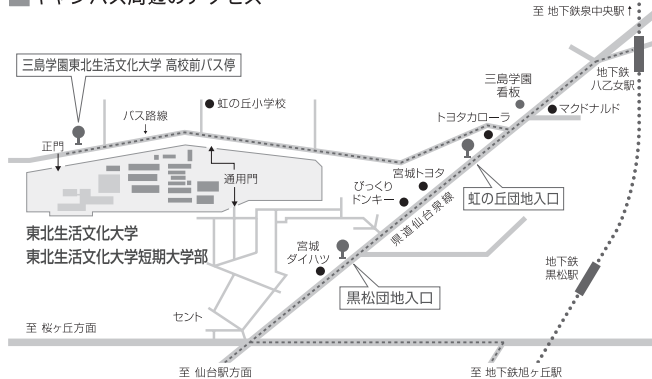 キャンパス周辺のアクセス
至 地下鉄泉中央駅↑
三島学園東北生活文化大学 高校前バス停
地下鉄
八乙女駅
三島学園
看板
マクドナルド
トヨタカローラ
虹の丘小学校
バス路線
正門
通用門
宮城トヨタ
びっくり
ドンキー
虹の丘団地入口
県道仙台泉線
東北生活文化大学
東北生活文化大学短期大学部
宮城
ダイハツ
黒松団地入口
地下鉄
黒松駅
セント
至 桜ヶ丘方面
至 仙台駅方面
至 地下鉄旭ヶ丘駅